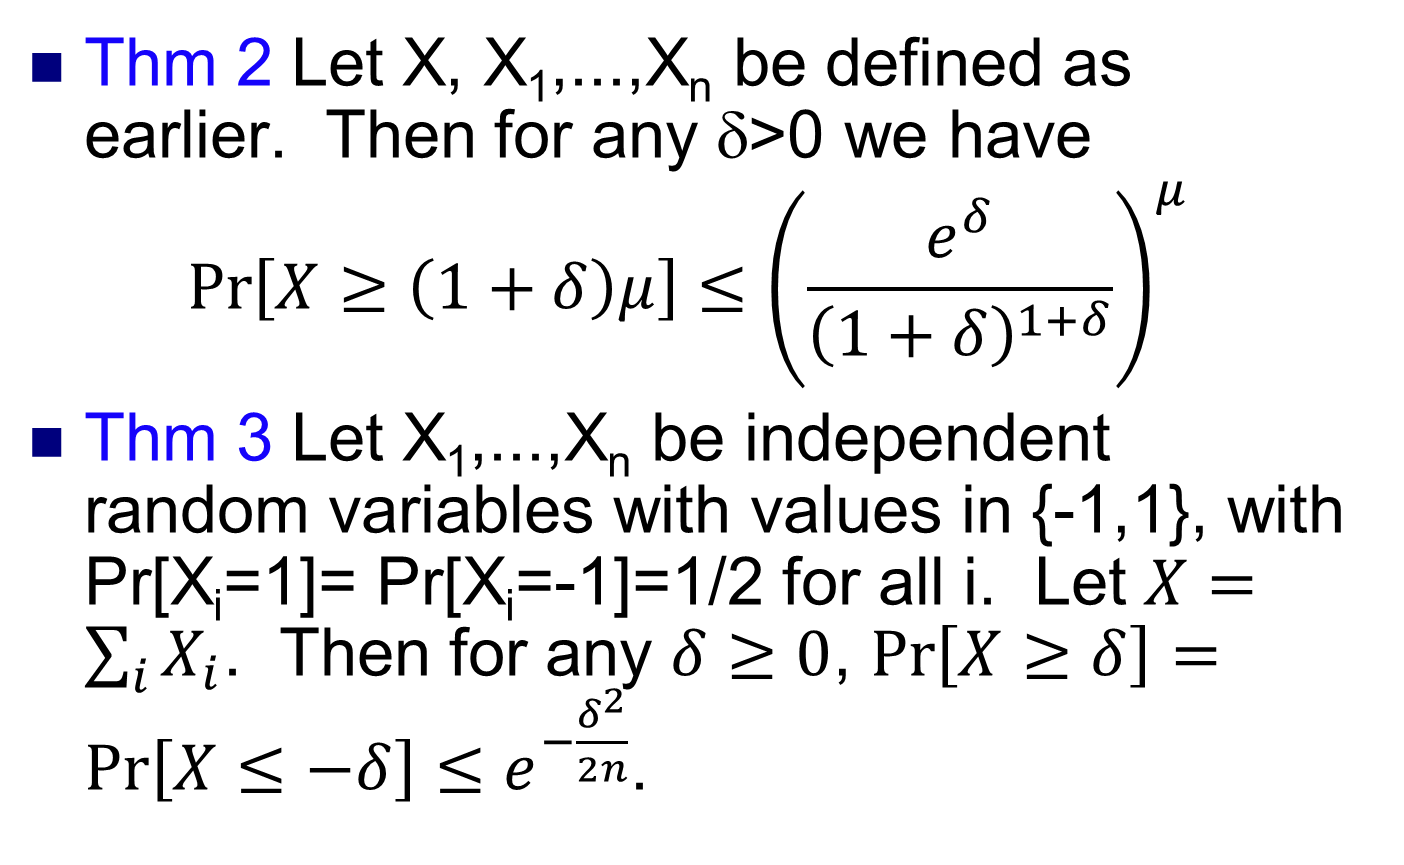 ■ Thm 2 Let X, X₁,...,Xₙ be defined as
earlier. Then for any δ>0 we have
Pr[X ≥ (1 + δ)μ] ≤ (e^δ / (1 + δ)^(1+δ))^μ
■ Thm 3 Let X₁,...,Xₙ be independent
random variables with values in {-1,1}, with
Pr[Xᵢ=1]= Pr[Xᵢ=-1]=1/2 for all i. Let X =
∑ᵢ Xᵢ. Then for any δ ≥ 0, Pr[X ≥ δ] =
Pr[X ≤ −δ] ≤ e^(−δ²/2n).